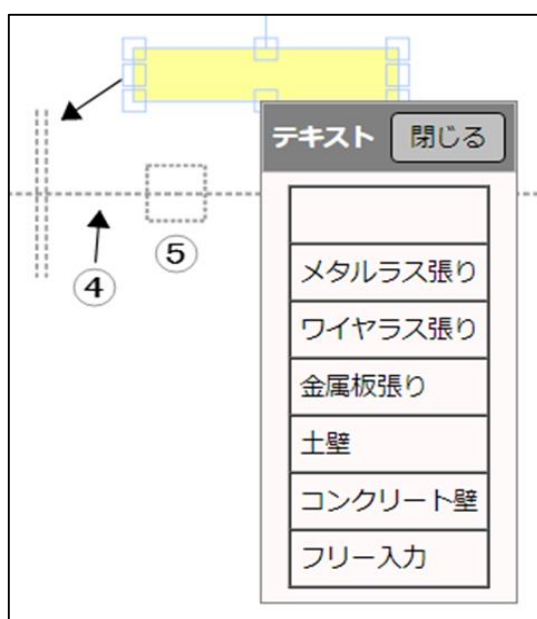 テキスト 閉じる
メタルラス張り
ワイヤラス張り
⑤
④
金属板張り
土壁
コンクリート壁
フリー入力